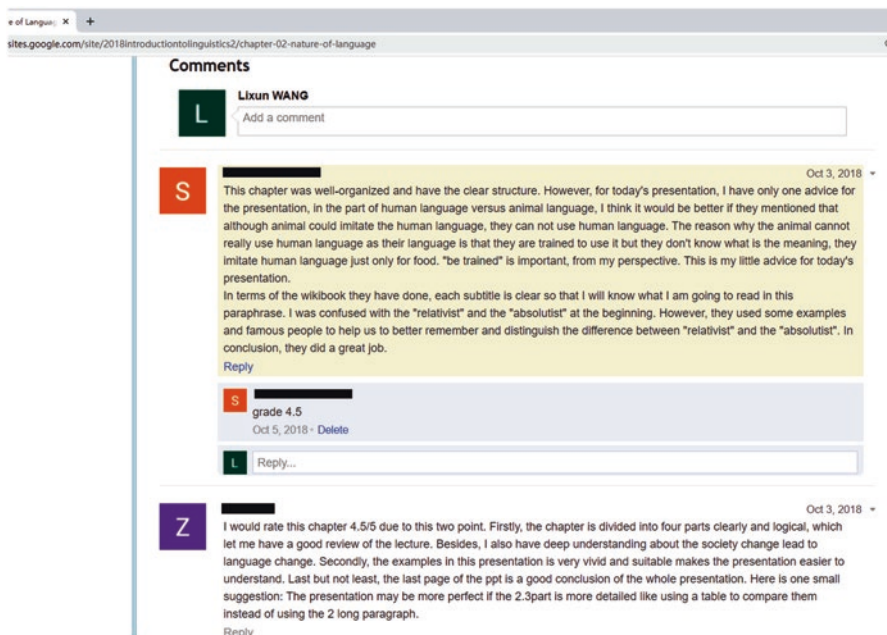 e of Langua
× +
sites.google.com/site/2018introductiontolinguistics2/chapter-02-nature-of-language
Comments
L
Lixun WANG
Add a comment
S
Oct 3, 2018
This chapter was well-organized and have the clear structure. However, for today's presentation, I have only one advice for
the presentation, in the part of human language versus animal language, I think it would be better if they mentioned that
although animal could imitate the human language, they can not use human language. The reason why the animal cannot
really use human language as their language is that they are trained to use it but they don't know what is the meaning, they
imitate human language just only for food. "be trained" is important, from my perspective. This is my little advice for today's
presentation.
In terms of the wikibook they have done, each subtitle is clear so that I will know what I am going to read in this
paraphrase. I was confused with the "relativist" and the "absolutist" at the beginning. However, they used some examples
and famous people to help us to better remember and distinguish the difference between "relativist" and the "absolutist". In
conclusion, they did a great job.
Reply
S
grade 4.5
Oct 5, 2018 • Delete
L
Reply...
Z
Oct 3, 2018
I would rate this chapter 4.5/5 due to this two point. Firstly, the chapter is divided into four parts clearly and logical, which
let me have a good review of the lecture. Besides, I also have deep understanding about the society change lead to
language change. Secondly, the examples in this presentation is very vivid and suitable makes the presentation easier to
understand. Last but not least, the last page of the ppt is a good conclusion of the whole presentation. Here is one small
suggestion: The presentation may be more perfect if the 2.3part is more detailed like using a table to compare them
instead of using the 2 long paragraph.
Reply